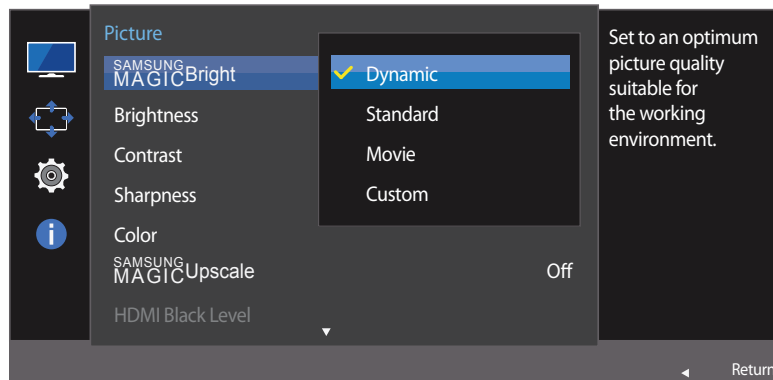 Picture
SAMSUNG
MAGICBright
Brightness
Contrast
Sharpness
Color
SAMSUNG
MAGICUpscale Off
HDMI Black Level
Dynamic
Standard
Movie
Custom
Set to an optimum
picture quality
suitable for
the working
environment.
Return